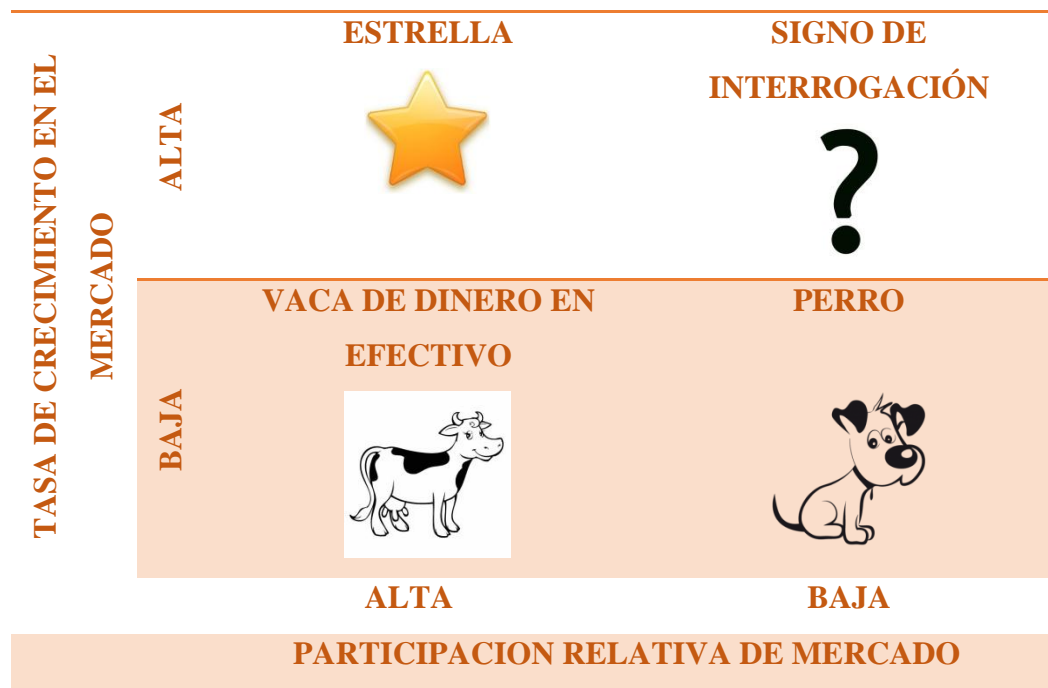 TASA DE CRECIMIENTO EN EL
MERCADO
ALTA
ESTRELLA
SIGNO DE
INTERROGACIÓN
?
BAJA
VACA DE DINERO EN
EFECTIVO
PERRO
ALTA
BAJA
PARTICIPACION RELATIVA DE MERCADO